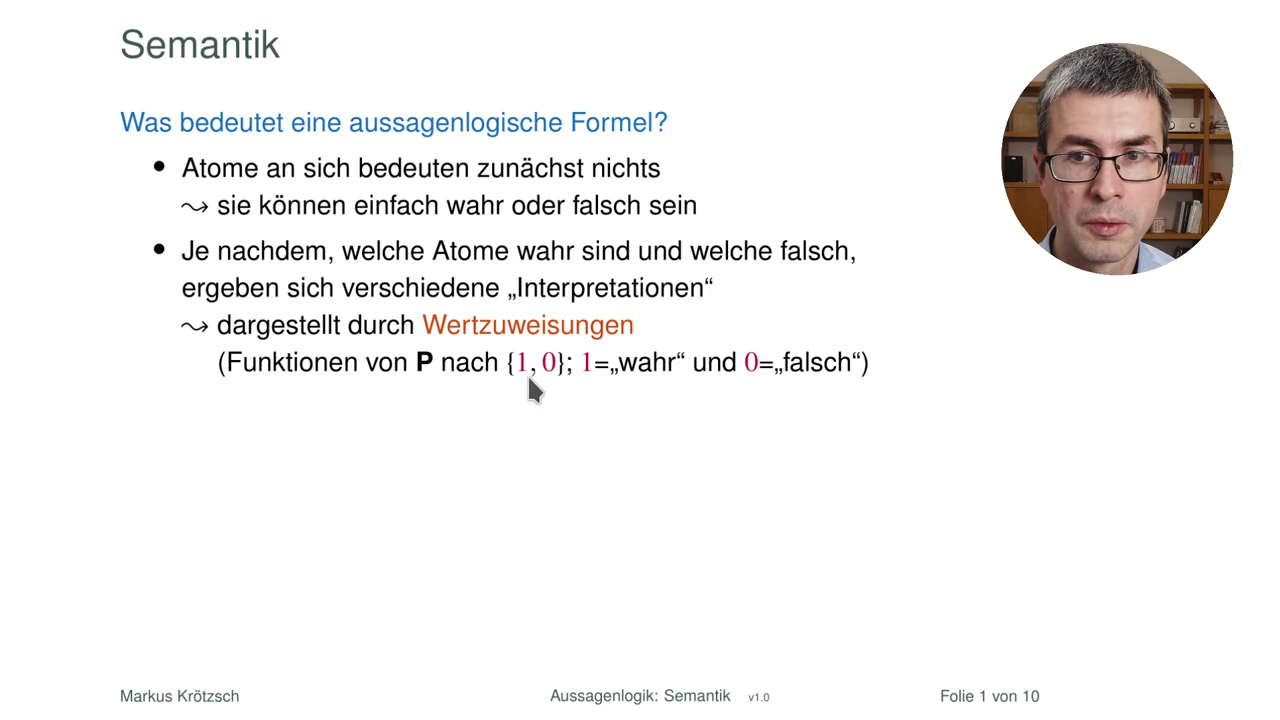 Semantik
Was bedeutet eine aussagenlogische Formel?
• Atome an sich bedeuten zunächst nichts
⤳ sie können einfach wahr oder falsch sein
• Je nachdem, welche Atome wahr sind und welche falsch,
ergeben sich verschiedene „Interpretationen“
⤳ dargestellt durch Wertzuweisungen
(Funktionen von P nach {1, 0}; 1=„wahr“ und 0=„falsch“)
Markus Krötzsch
Aussagenlogik: Semantik v1.0
Folie 1 von 10